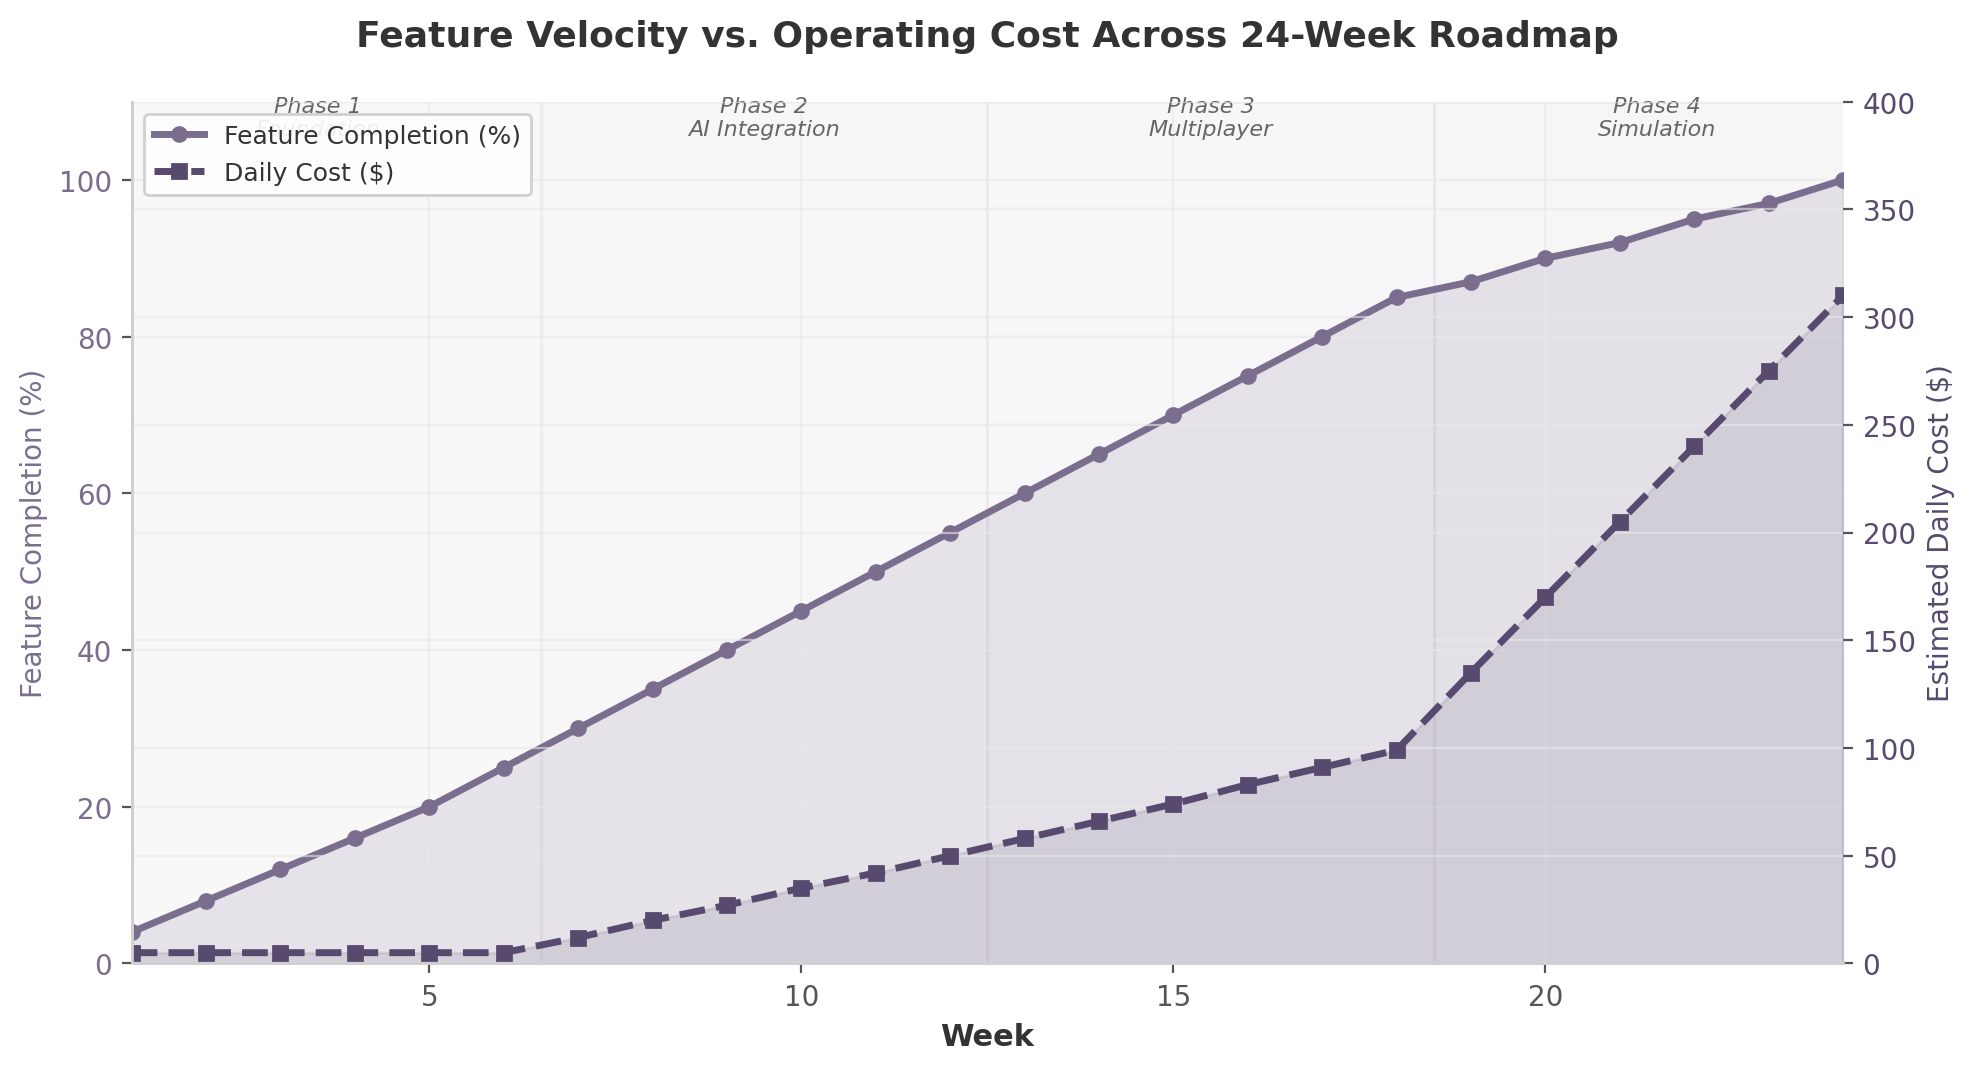 Feature Velocity vs. Operating Cost Across 24-Week Roadmap
Phase 1
Foundation
Phase 2
AI Integration
Phase 3
Multiplayer
Phase 4
Simulation
Feature Completion (%)
Daily Cost ($)
Feature Completion (%)
100
80
60
40
20
0
400
350
300
250
200
150
100
50
0
Estimated Daily Cost ($)
5
10
15
20
Week